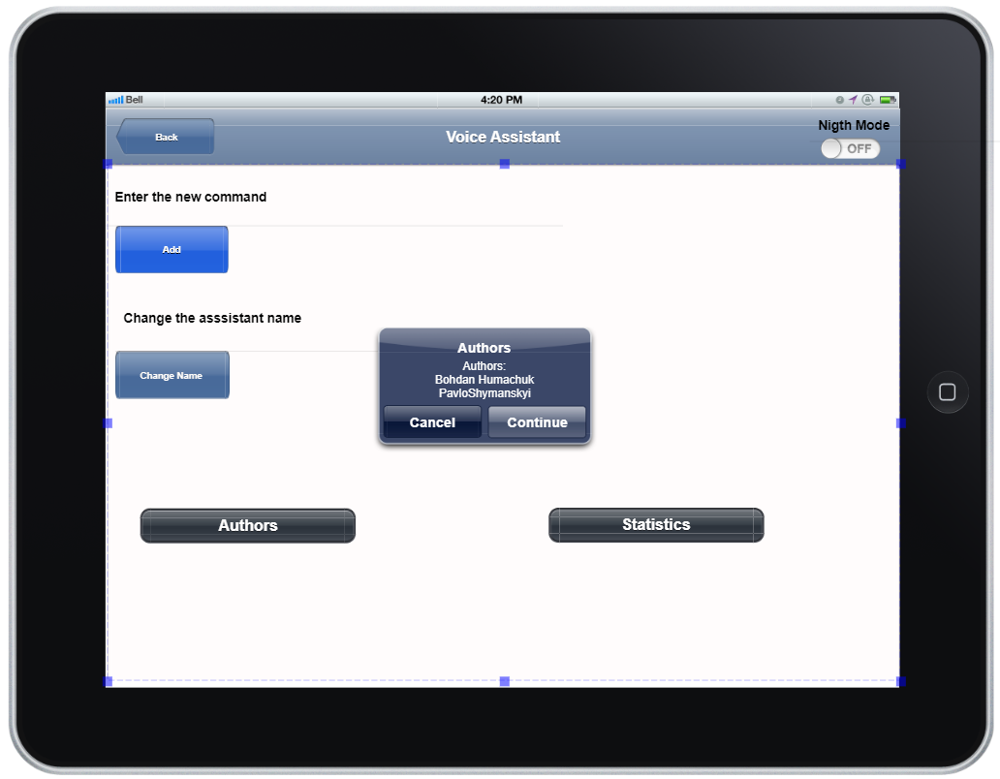 Bell
4:20 PM
Back
Voice Assistant
Nigth Mode
OFF
Enter the new command
Add
Change the asssistant name
Change Name
Authors
Authors:
Bohdan Humachuk
PavloShymanskyi
Cancel
Continue
Authors
Statistics